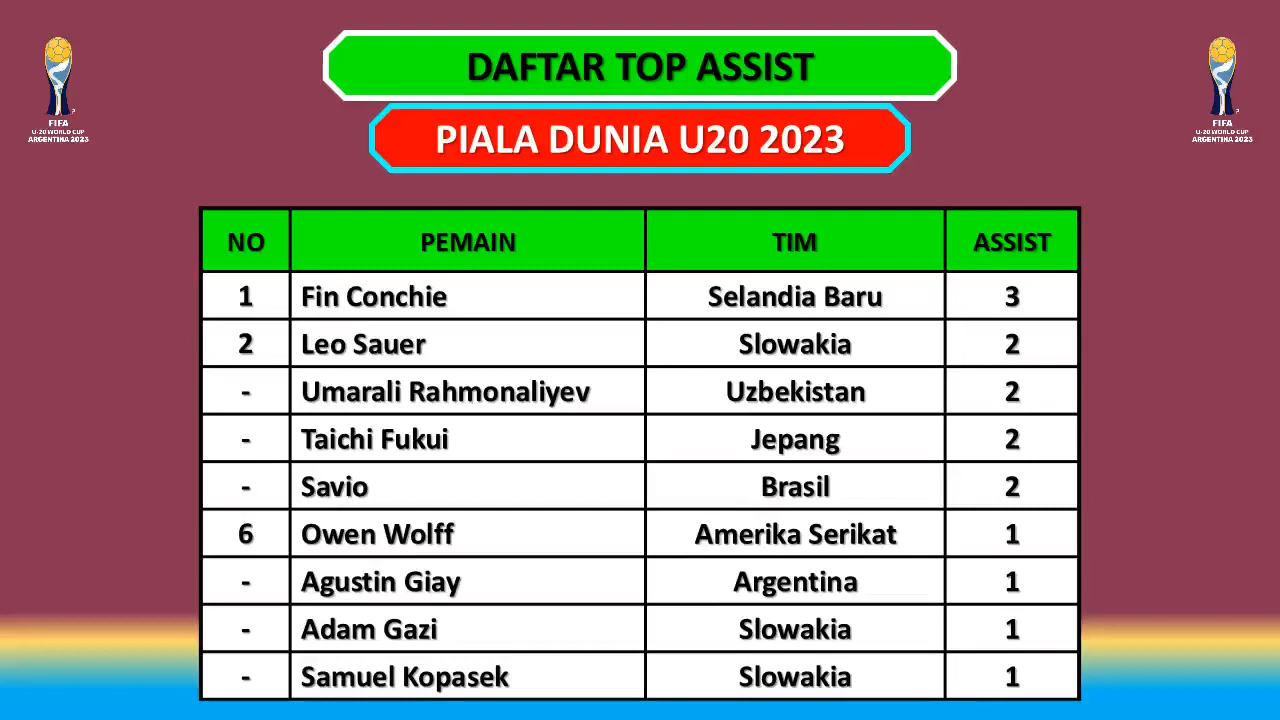 DAFTAR TOP ASSIST
PIALA DUNIA U20 2023
FIFA
U-20 WORLD CUP
ARGENTINA 2023
FIFA
U-20 WORLD CUP
ARGENTINA 2023
NO PEMAIN TIM ASSIST
1 Fin Conchie Selandia Baru 3
2 Leo Sauer Slowakia 2
- Umarali Rahmonaliyev Uzbekistan 2
- Taichi Fukui Jepang 2
- Savio Brasil 2
6 Owen Wolff Amerika Serikat 1
- Agustin Giay Argentina 1
- Adam Gazi Slowakia 1
- Samuel Kopasek Slowakia 1